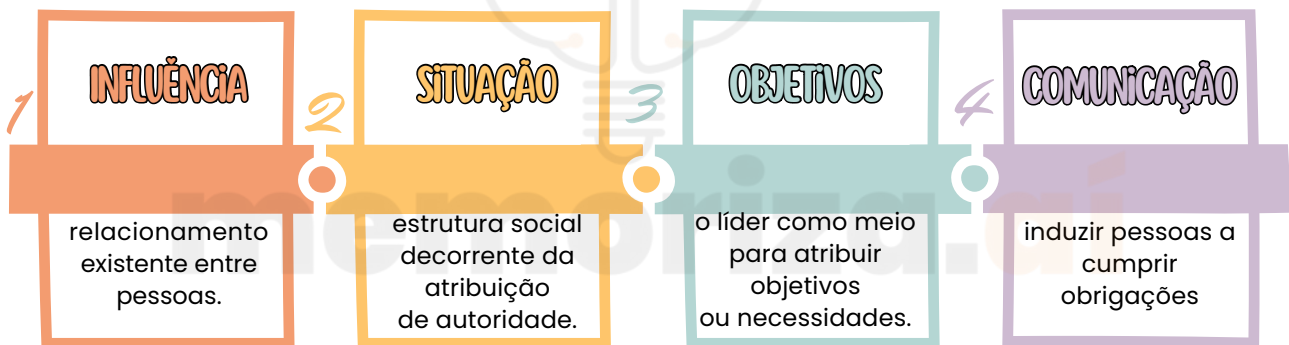 1
INFLUÊNCIA
relacionamento
existente entre
pessoas.
2
SITUAÇÃO
estrutura social
decorrente da
atribuição
de autoridade.
3
OBJETIVOS
o líder como meio
para atribuir
objetivos
ou necessidades.
4
COMUNICAÇÃO
induzir pessoas a
cumprir
obrigações
memoriza.aí